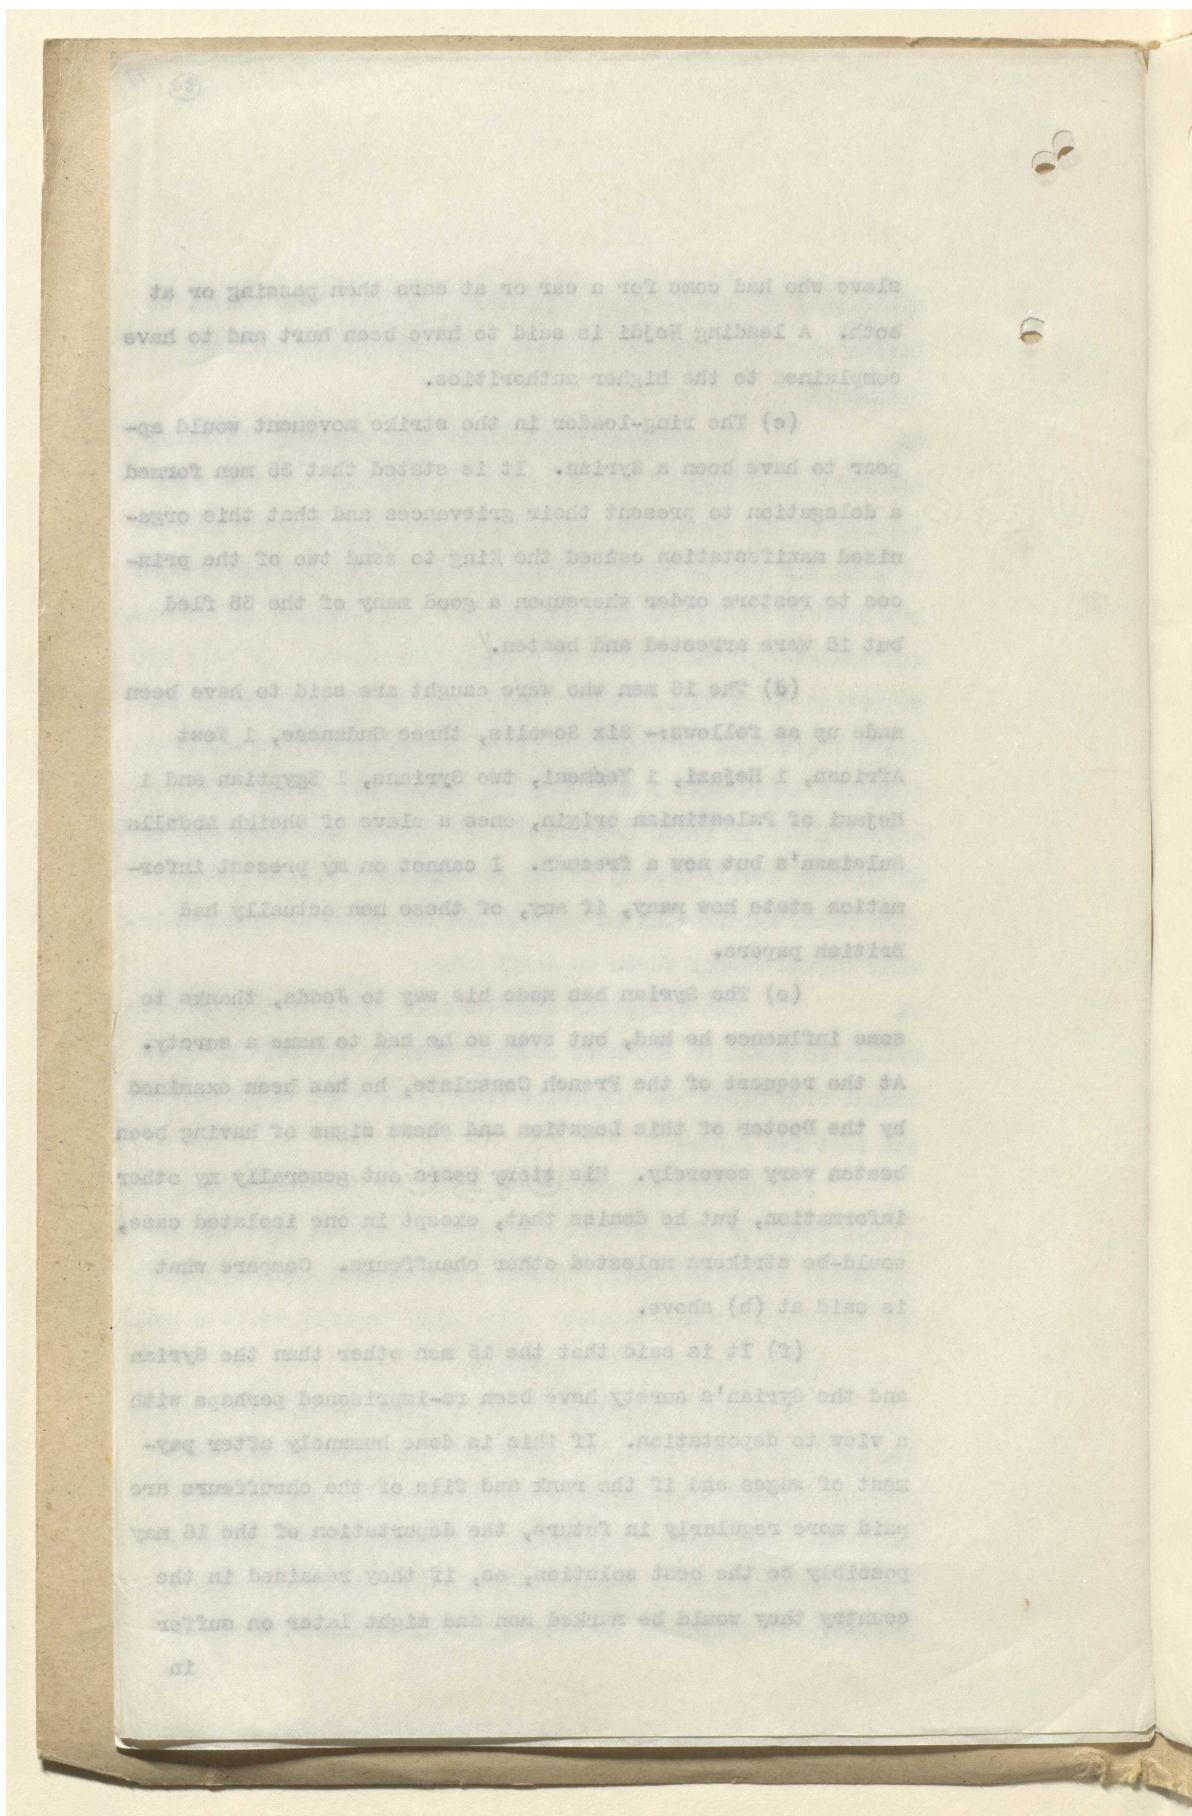 slave who had come for a car or at cars then passing or at
both. A leading Nejdi is said to have been hurt and to have
complained to the higher authorities.
(c) The ring-leader in the strike movement would ap-
pear to have been a Syrian. It is stated that 35 men formed
a delegation to present their grievances and that this orga-
nised manifestation caused the King to send two of the prin-
ces to restore order whereupon a good many of the 35 fled
but 16 were arrested and beaten.
(d) The 16 men who were caught are said to have been
made up as follows:- Six Somalis, three Sudanese, 1 West
African, 1 Hejazi, 1 Yemeni, two Syrians, 1 Egyptian and 1
Hejazi of Palestinian origin, once a slave of Sheikh Abdulla
Suleiman's but now a freeman. I cannot on my present infor-
mation state how many, if any, of these men actually had
British papers.
(e) The Syrian has made his way to Jedda, thanks to
some influence he had, but even so he had to name a surety.
At the request of the French Consulate, he has been examined
by the Doctor of this Legation and shows signs of having been
beaten very severely. His story bears out generally my other
information, but he denies that, except in one isolated case,
would-be strikers molested other chauffeurs. Compare what
is said at (b) above.
(f) It is said that the 15 men other than the Syrian
and the Syrian's surety have been re-imprisoned perhaps with
a view to deportation. If this is done humanely after pay-
ment of wages and if the rank and file of the chauffeurs are
paid more regularly in future, the deportation of the 16 may
possibly be the best solution, as, if they remained in the
country they would be marked men and might later on suffer
in